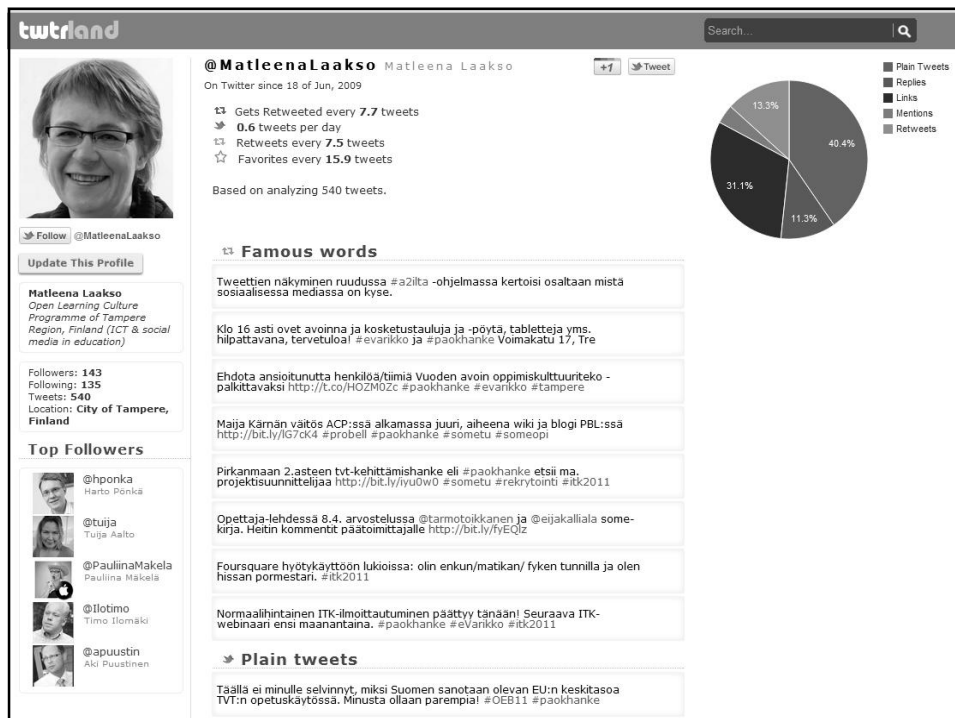 twtrland
Search...
@MatleenaLaakso Matleena Laakso
+1 Tweet
On Twitter since 18 of Jun, 2009
Gets Retweeted every 7.7 tweets
0.6 tweets per day
Retweets every 7.5 tweets
Favorites every 15.9 tweets
Based on analyzing 540 tweets.
Plain Tweets
Replies
Links
Mentions
Retweets
13.3%
40.4%
31.1%
11.3%
Follow @MatleenaLaakso
Update This Profile
Matleena Laakso
Open Learning Culture
Programme of Tampere
Region, Finland (ICT & social
media in education)
Followers: 143
Following: 135
Tweets: 540
Location: City of Tampere,
Finland
Top Followers
@hponka
Harto Pönkä
@tuija
Tuija Aalto
@PauliinaMakela
Pauliina Mäkelä
@Ilotimo
Timo Ilomäki
@apuustin
Aki Puustinen
Famous words
Tweettien näkyminen ruudussa #a2ilta -ohjelmassa kertoisi osaltaan mistä
sosiaalisessa mediassa on kyse.
Klo 16 asti ovet avoinna ja kosketustauluja ja -pöytä, tabletteja yms.
hilpattavana, tervetuloa! #evarikko ja #paokhanke Voimakatu 17, Tre
Ehdota ansioitunutta henkilöä/tiimiä Vuoden avoin oppimiskulttuuriteko -
palkittavaksi http://t.co/HOZM0Zc #paokhanke #evarikko #tampere
Maija Kärnän väitös ACP:ssä alkamassa juuri, aiheena wiki ja blogi PBL:ssä
http://bit.ly/lG7cK4 #probell #paokhanke #sometu #someopi
Pirkanmaan 2.asteen tvt-kehittämishanke eli #paokhanke etsii ma.
projektisuunnittelijaa http://bit.ly/iyu0w0 #sometu #rekrytointi #itk2011
Opettaja-lehdessä 8.4. arvostelussa @tarmotoikkanen ja @eijakalliala some-
kirja. Heitin kommentit päätoimittajalle http://bit.ly/fyEQlz
Foursquare hyötykäyttöön lukioissa: olin enkun/matikan/ fyken tunnilla ja olen
hissan pormestari. #itk2011
Normaalihintainen ITK-ilmoittautuminen päättyy tänään! Seuraava ITK-
webinaari ensi maanantaina. #paokhanke #eVarikko #itk2011
Plain tweets
Täällä ei minulle selvinnyt, miksi Suomen sanotaan olevan EU:n keskitasoa
TVT:n opetuskäytössä. Minusta ollaan parempia! #OEB11 #paokhanke